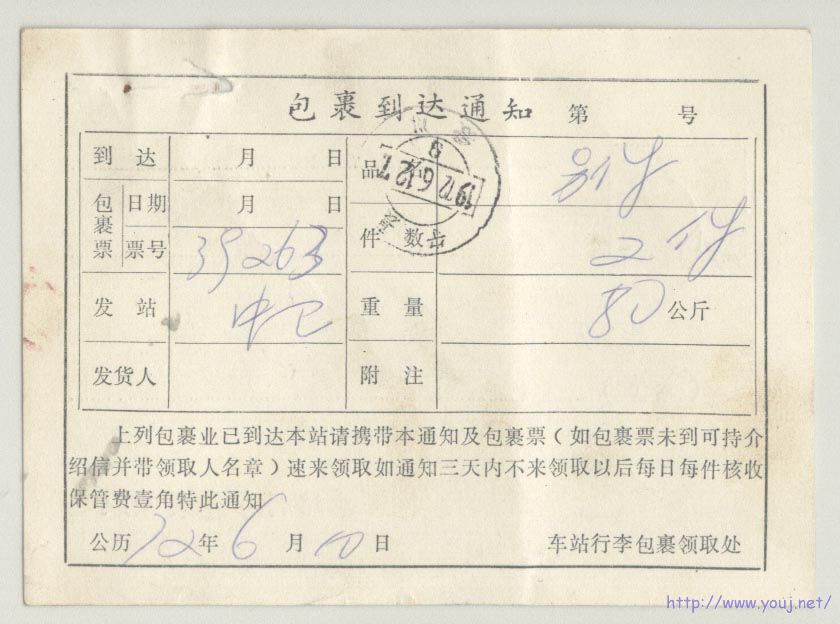 包裹到达通知 第 号
到达 月 日 品名
包裹票 日期 月 日
票号 39263 件数 2件
发站 中卫 重量 80 公斤
发货人 附注
上列包裹业已到达本站请携带本通知及包裹票（如包裹票未到可持介
绍信并带领取人名章）速来领取如通知三天内不来领取以后每日每件核收
保管费壹角特此通知
公历72年6月10日 车站行李包裹领取处
http://www.youj.net/